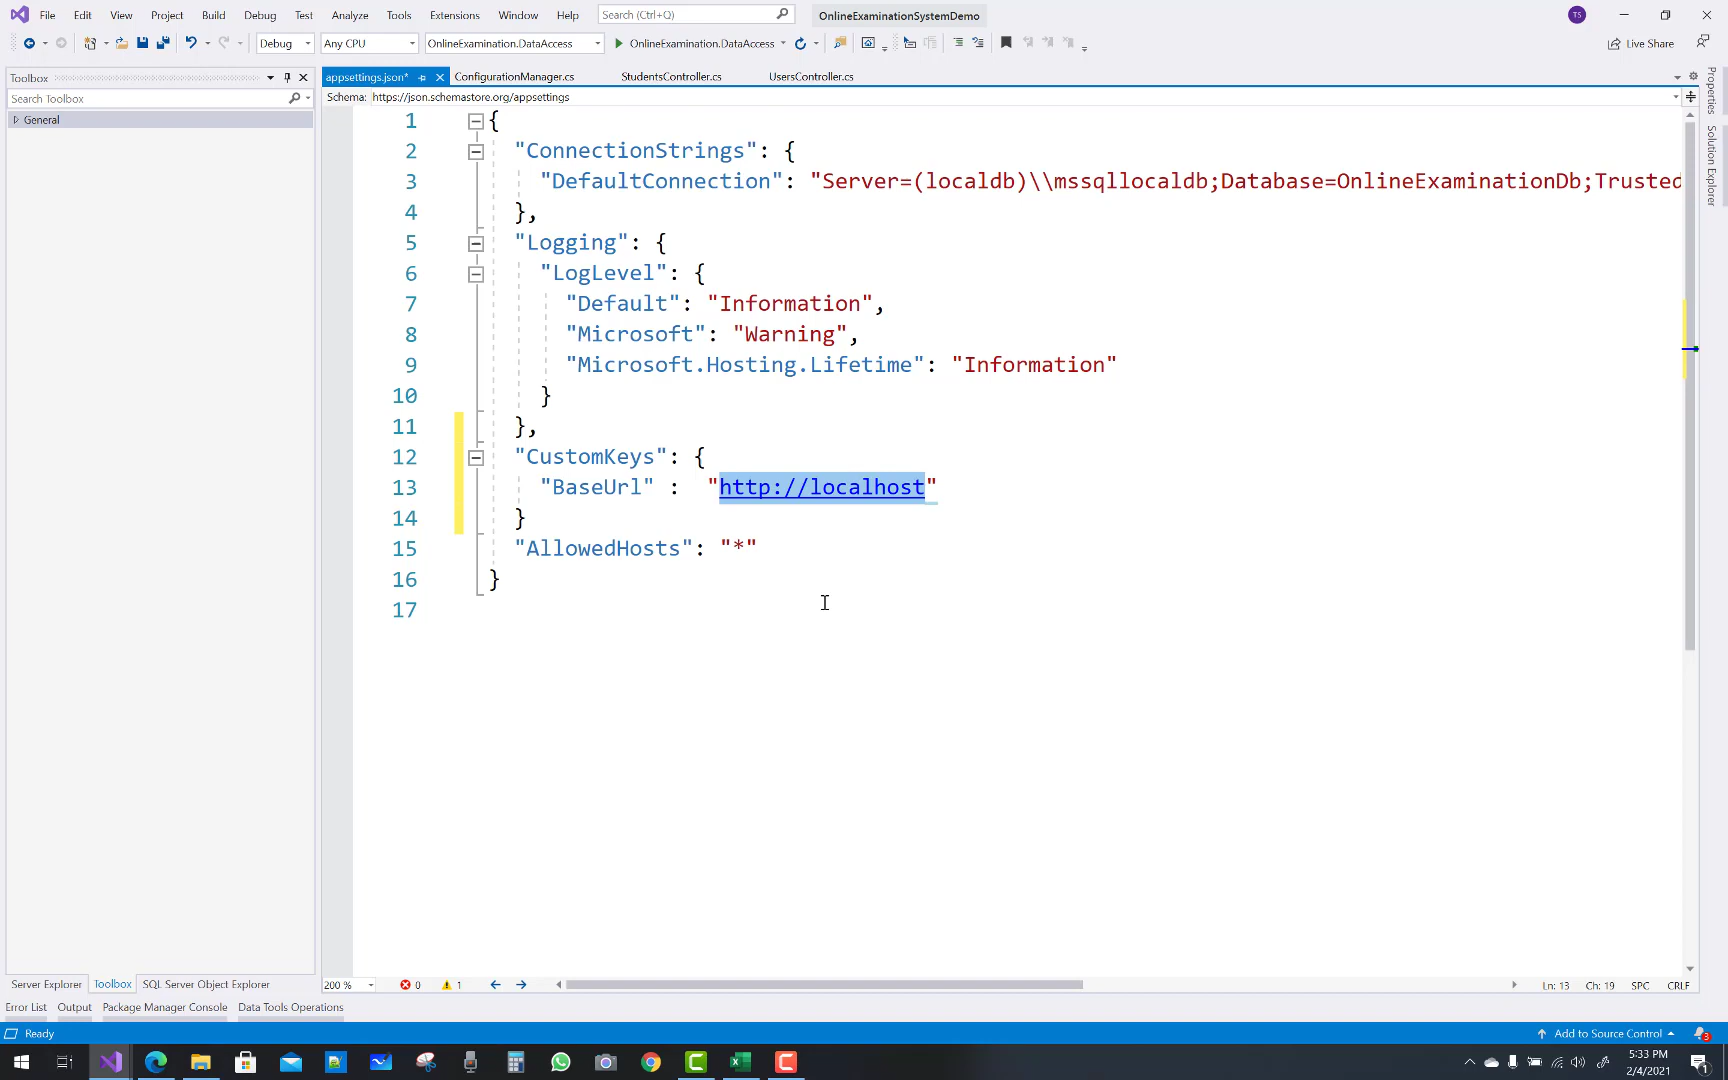 File Edit View Project Build Debug Test Analyze Tools Extensions Window Help Search (Ctrl+Q) OnlineExaminationSystemDemo TS
Debug Any CPU OnlineExamination.DataAccess OnlineExamination.DataAccess Live Share
Toolbox
Search Toolbox
General
appsettings.json* ConfigurationManager.cs StudentsController.cs UsersController.cs
Schema: https://json.schemastore.org/appsettings
1 {
2 "ConnectionStrings": {
3 "DefaultConnection": "Server=(localdb)\\mssqllocaldb;Database=OnlineExaminationDb;Trusted
4 },
5 "Logging": {
6 "LogLevel": {
7 "Default": "Information",
8 "Microsoft": "Warning",
9 "Microsoft.Hosting.Lifetime": "Information"
10 }
11 },
12 "CustomKeys": {
13 "BaseUrl" : "http://localhost"
14 }
15 "AllowedHosts": "*"
16 }
17
Properties
Solution Explorer
200 % 0 1 Ln: 13 Ch: 19 SPC CRLF
Server Explorer Toolbox SQL Server Object Explorer
Error List Output Package Manager Console Data Tools Operations
Ready Add to Source Control 3
5:33 PM
2/4/2021
1